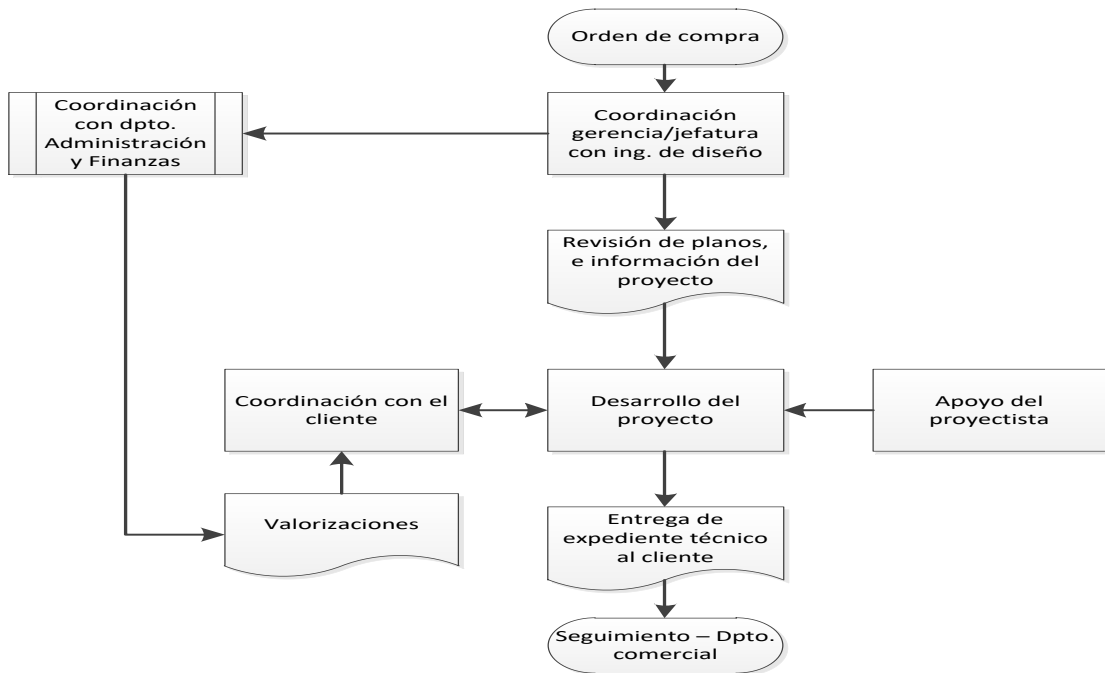 Orden de compra
Coordinación
con dpto.
Administración
y Finanzas
Coordinación
gerencia/jefatura
con ing. de diseño
Revisión de planos,
e información del
proyecto
Coordinación con el
cliente
Desarrollo del
proyecto
Apoyo del
proyectista
Valorizaciones
Entrega de
expediente técnico
al cliente
Seguimiento – Dpto.
comercial